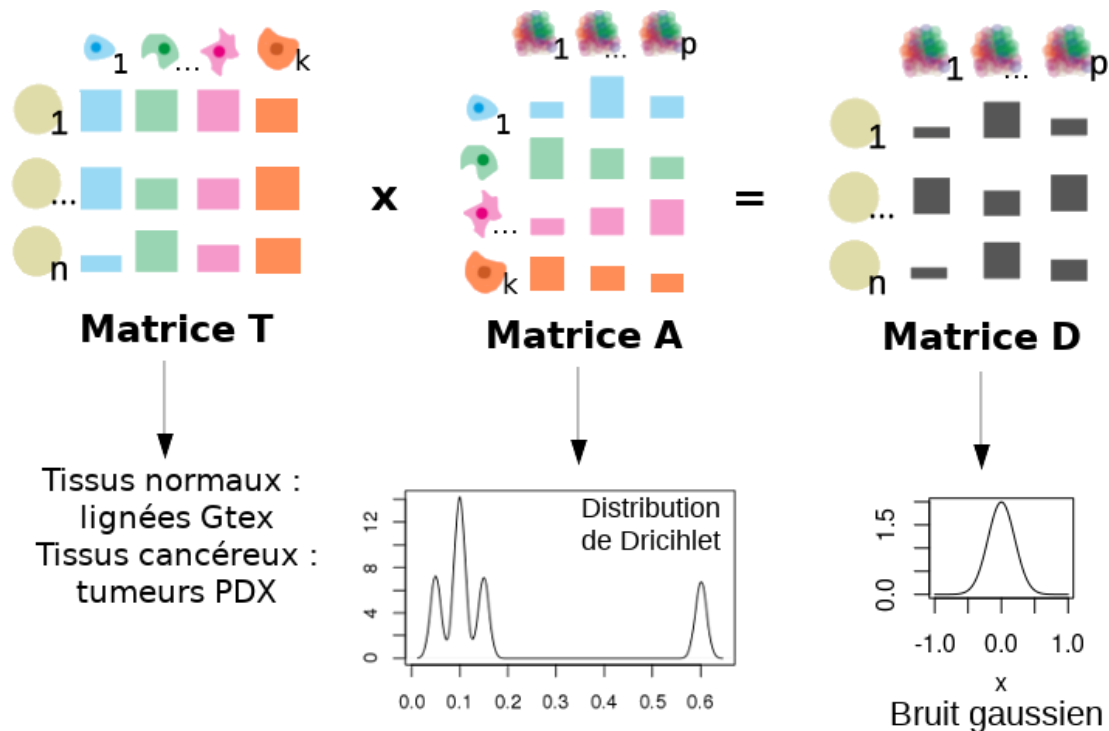 1 ... k
1
...
n
Matrice T
x
1 ... p
1
...
k
Matrice A
=
1 ... p
1
...
n
Matrice D
Tissus normaux :
lignées Gtex
Tissus cancéreux :
tumeurs PDX
Distribution
de Dricihlet
12
8
4
0
0.0 0.1 0.2 0.3 0.4 0.5 0.6
1.5
0.0
-1.0 0.0 1.0
x
Bruit gaussien